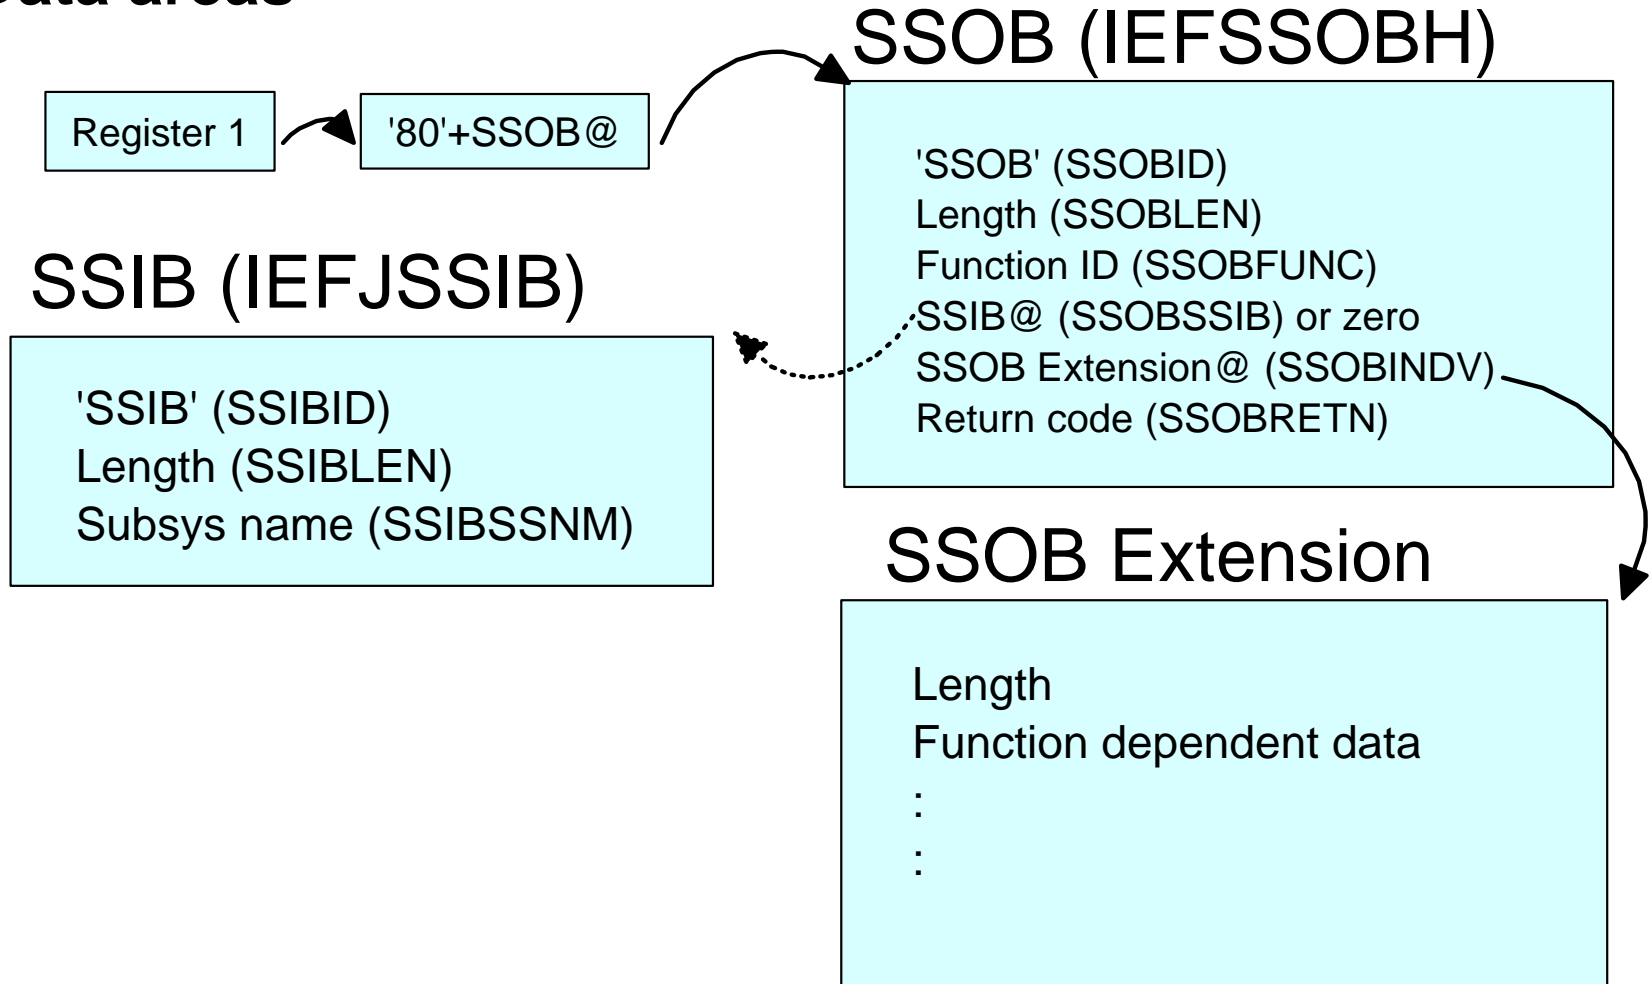 Data areas
SSOB (IEFSSOBH)
Register 1
'80'+SSOB@
'SSOB' (SSOBID)
Length (SSOBLEN)
Function ID (SSOBFUNC)
SSIB@ (SSOBSSIB) or zero
SSOB Extension@ (SSOBINDV)
Return code (SSOBRETN)
SSIB (IEFJSSIB)
'SSIB' (SSIBID)
Length (SSIBLEN)
Subsys name (SSIBSSNM)
SSOB Extension
Length
Function dependent data
:
: